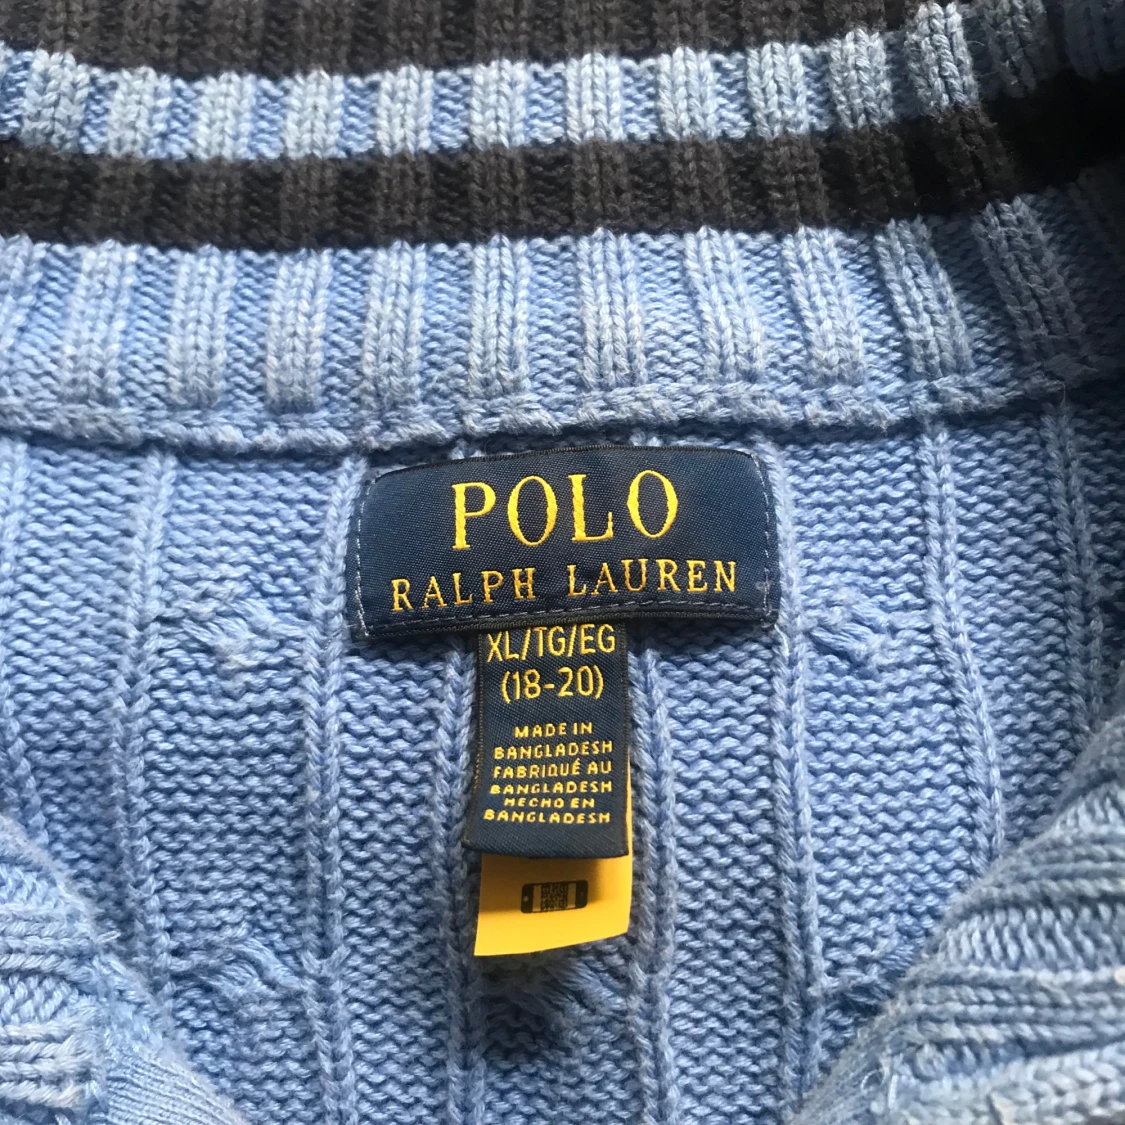 POLO
RALPH LAUREN
XL/TG/EG
(18-20)
MADE IN
BANGLADESH
FABRIQUÉ AU
BANGLADESH
HECHO EN
BANGLADESH